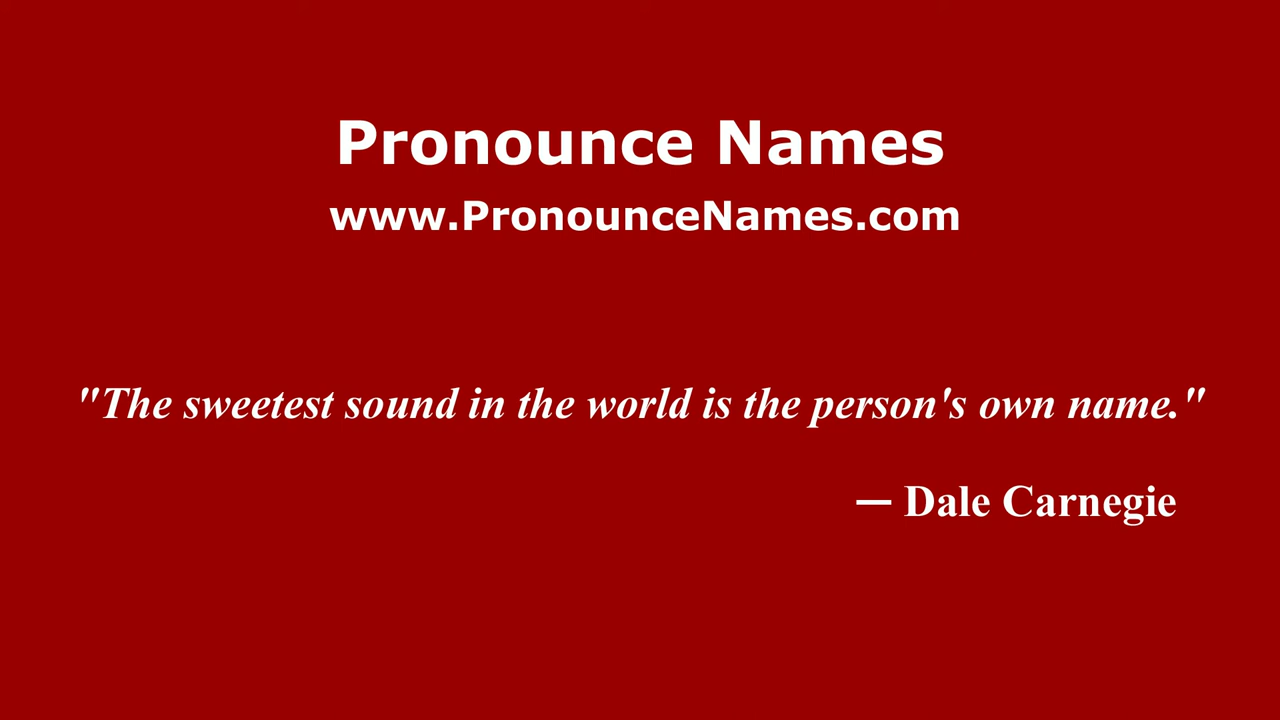 Pronounce Names
www.PronounceNames.com
"The sweetest sound in the world is the person's own name."
— Dale Carnegie